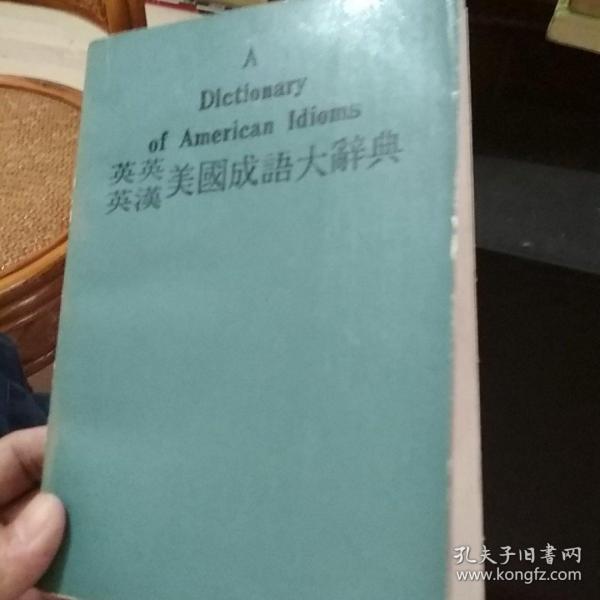 A
Dictionary
of American Idioms
英英
英漢
美國成語大辭典
孔夫子旧書网
www.kongfz.com